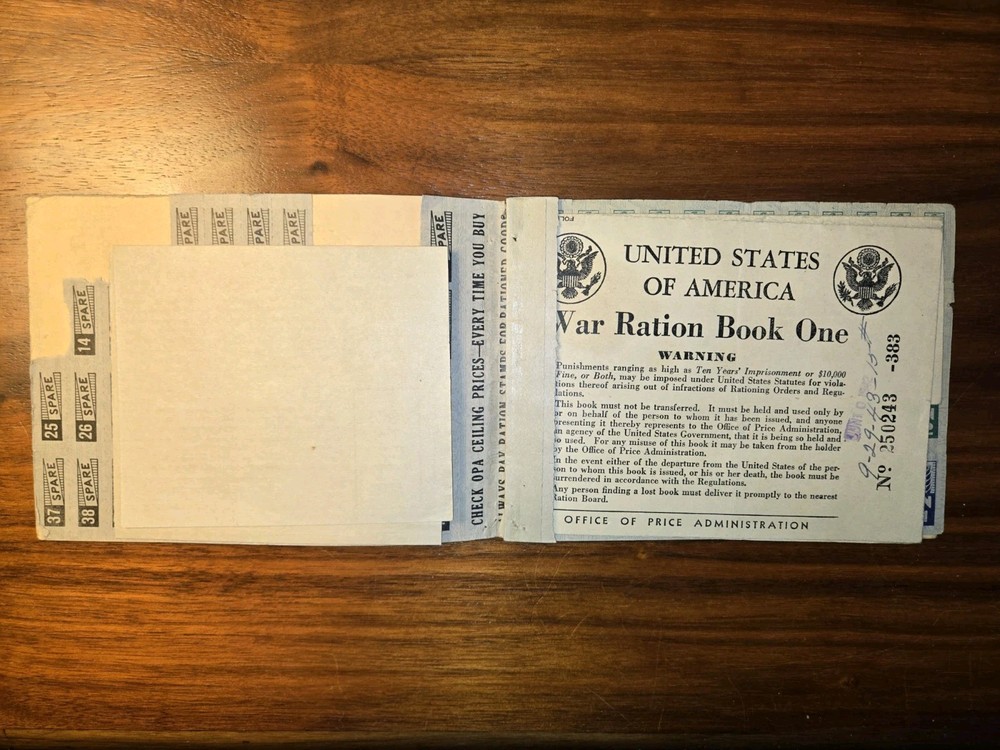 SPARE
SPARE
SPARE
SPARE
SPARE
14 SPARE
25 SPARE
26 SPARE
37 SPARE
38 SPARE
CHECK OPA CEILING PRICES—EVERY TIME YOU BUY
UNITED STATES
OF AMERICA
War Ration Book One
WARNING
Punishments ranging as high as Ten Years' Imprisonment or $10,000
Fine, or Both, may be imposed under United States Statutes for viola-
tions thereof arising out of infractions of Rationing Orders and Regu-
lations.
This book must not be transferred. It must be held and used only by
or on behalf of the person to whom it has been issued, and anyone
presenting it thereby represents to the Office of Price Administration,
an agency of the United States Government, that it is being so held and
so used. For any misuse of this book it may be taken from the holder
by the Office of Price Administration.
In the event either of the departure from the United States of the per-
son to whom this book is issued, or his or her death, the book must be
surrendered in accordance with the Regulations.
Any person finding a lost book must deliver it promptly to the nearest
Ration Board.
OFFICE OF PRICE ADMINISTRATION
9-29-43-15
Nº 250243 -383